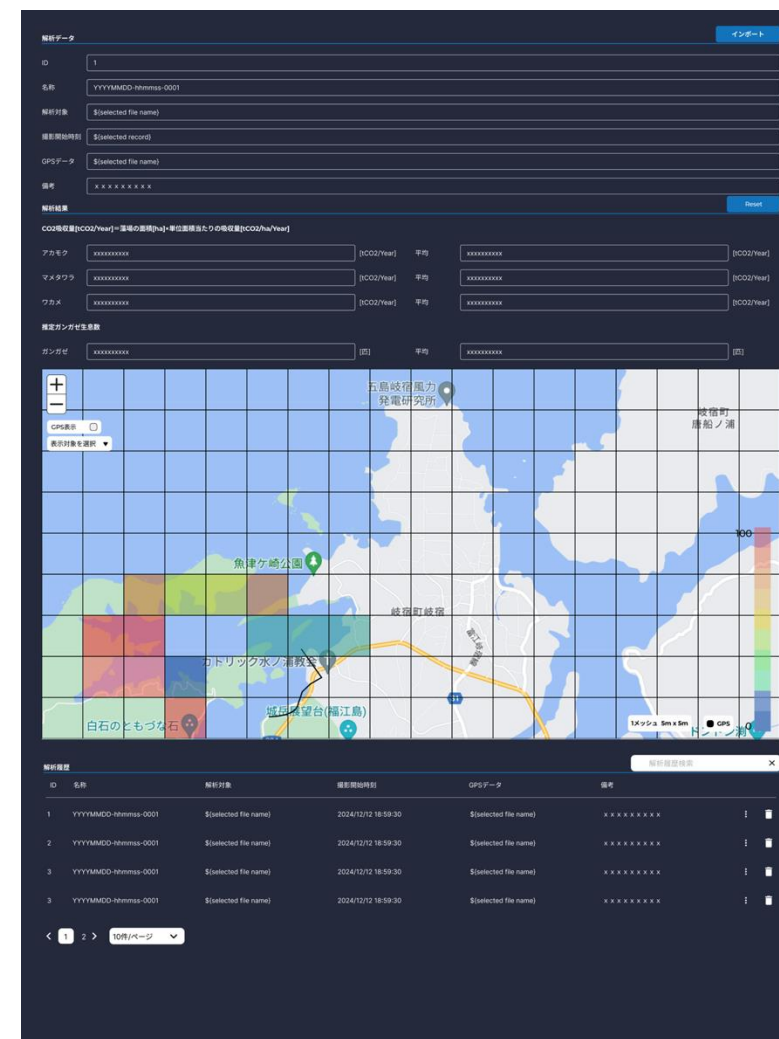 解析データ
インポート
ID 1
名称 YYYYMMDD-hhmmss-0001
解析対象 $(selected file name)
撮影開始時刻 $(selected record)
GPSデータ $(selected file name)
備考 x x x x x x x x x
解析結果
Reset
CO2吸収量[tCO2/Year]=藻場の面積[ha]×単位面積当たりの吸収量[tCO2/ha/Year]
アカモク xxxxxxxxxx [tCO2/Year] 平均 xxxxxxxxxx [tCO2/Year]
マメタワラ xxxxxxxxxx [tCO2/Year] 平均 xxxxxxxxxx [tCO2/Year]
ワカメ xxxxxxxxxx [tCO2/Year] 平均 xxxxxxxxxx [tCO2/Year]
推定ガンガゼ生息数
ガンガゼ xxxxxxxxxx [匹] 平均 xxxxxxxxxx [匹]
+
−
五島岐宿風力
発電研究所
岐宿町
唐船ノ浦
GPS表示
表示対象を選択 ▼
100
魚津ケ崎公園
岐宿町岐宿
カトリック水ノ浦教会
31
城岳展望台(福江島)
白石のともづな石
1メッシュ 5m x 5m
GPS
0
解析履歴
解析履歴検索 ×
ID 名称 解析対象 撮影開始時刻 GPSデータ 備考
1 YYYYMMDD-hhmmss-0001 $(selected file name) 2024/12/12 18:59:30 $(selected file name) x x x x x x x x x
2 YYYYMMDD-hhmmss-0001 $(selected file name) 2024/12/12 18:59:30 $(selected file name) x x x x x x x x x
3 YYYYMMDD-hhmmss-0001 $(selected file name) 2024/12/12 18:59:30 $(selected file name) x x x x x x x x x
3 YYYYMMDD-hhmmss-0001 $(selected file name) 2024/12/12 18:59:30 $(selected file name) x x x x x x x x x
< 1 2 > 10件/ページ